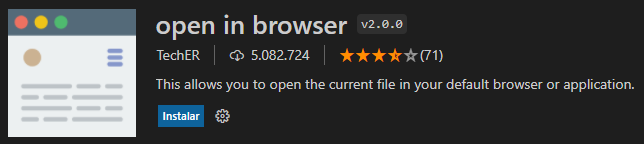 open in browser v2.0.0
TechER | 5.082.724 | (71)
This allows you to open the current file in your default browser or application.
Instalar